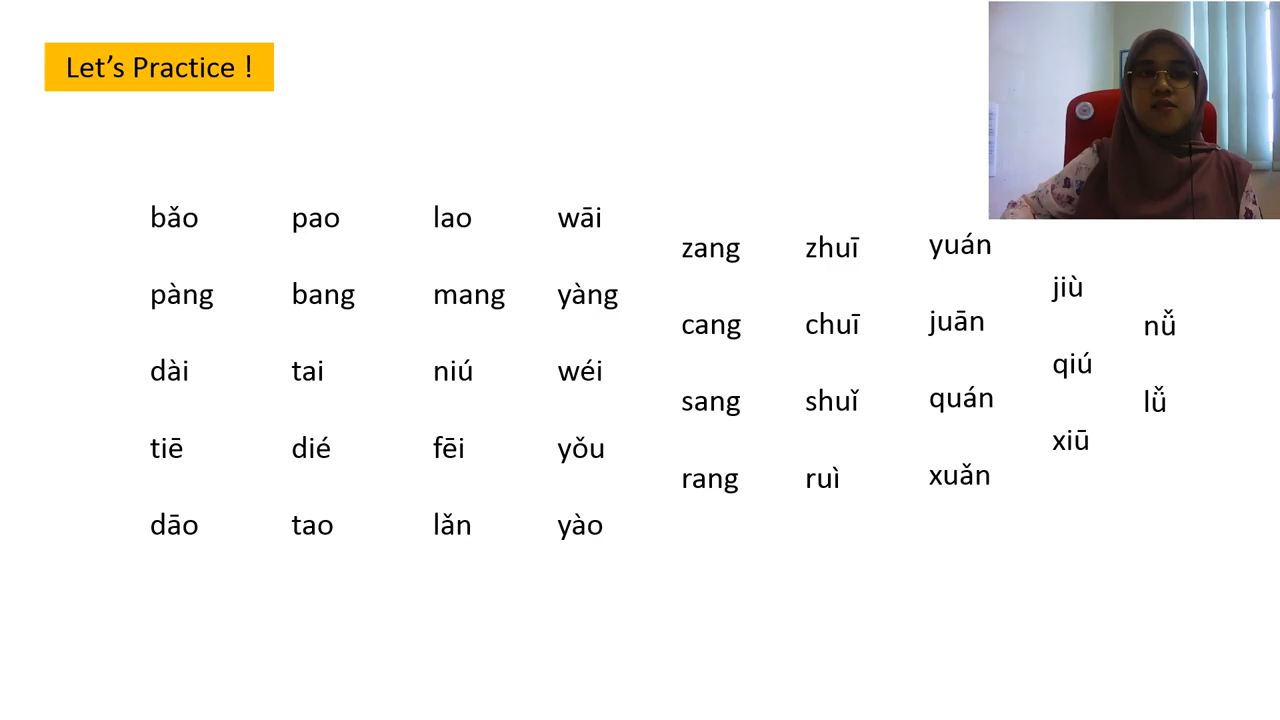 Let’s Practice !
bǎo pao lao wāi
pàng bang mang yàng
dài tai niú wéi
tiē dié fēi yǒu
dāo tao lǎn yào
zang zhuī yuán
cang chuī juān
sang shuǐ quán
rang ruì xuǎn
jiù
qiú
xiū
nǚ
lǚ